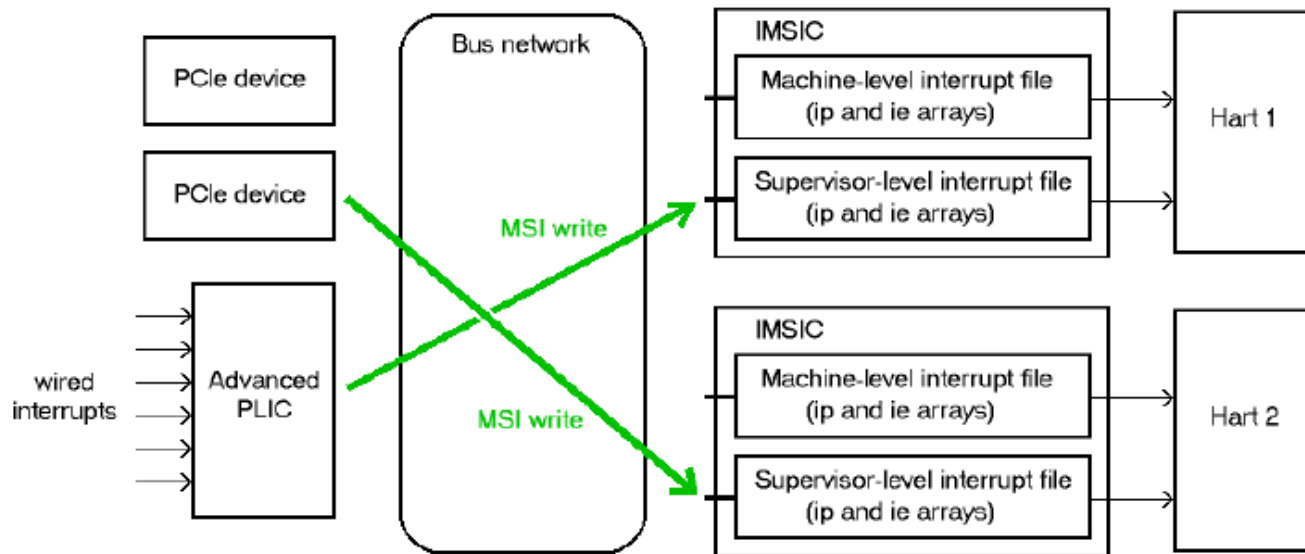 PCIe device
PCIe device
wired
interrupts
Advanced
PLIC
Bus network
MSI write
MSI write
IMSIC
Machine-level interrupt file
(ip and ie arrays)
Supervisor-level interrupt file
(ip and ie arrays)
Hart 1
IMSIC
Machine-level interrupt file
(ip and ie arrays)
Supervisor-level interrupt file
(ip and ie arrays)
Hart 2